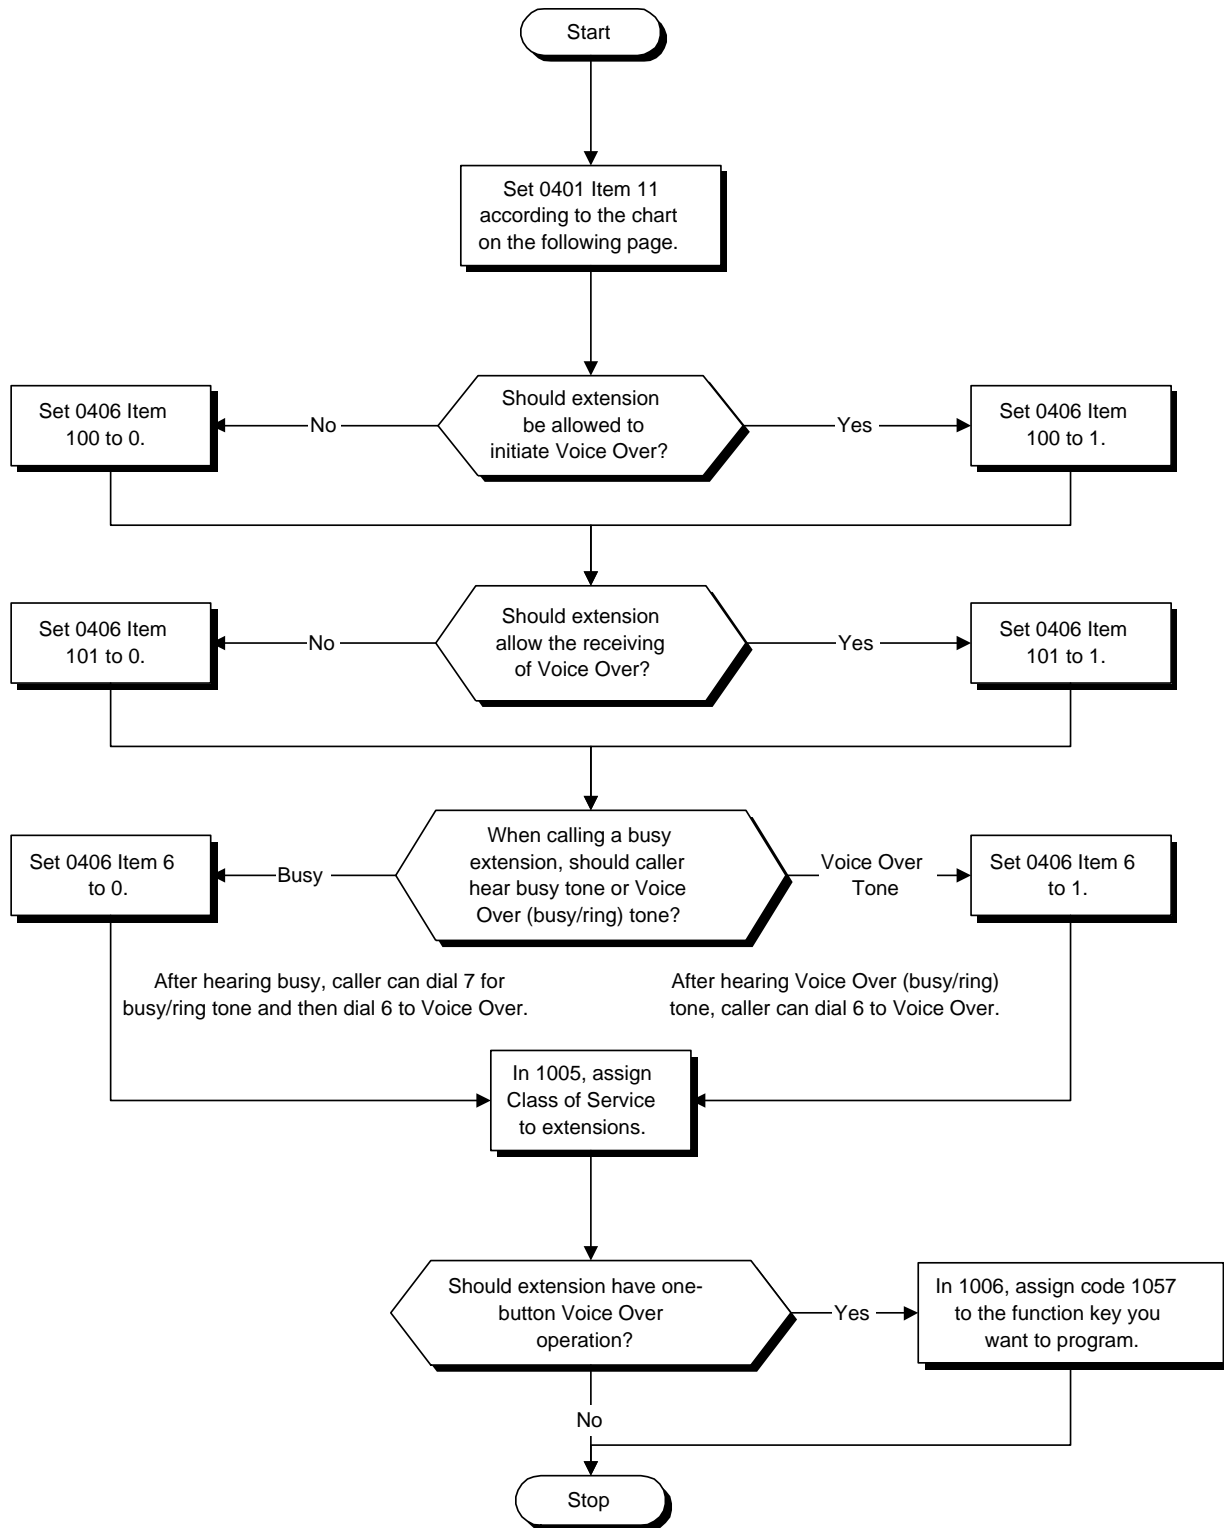 Start
Set 0401 Item 11
according to the chart
on the following page.
Should extension
be allowed to
initiate Voice Over?
No
Set 0406 Item
100 to 0.
Yes
Set 0406 Item
100 to 1.
Should extension
allow the receiving
of Voice Over?
No
Set 0406 Item
101 to 0.
Yes
Set 0406 Item
101 to 1.
When calling a busy
extension, should caller
hear busy tone or Voice
Over (busy/ring) tone?
Busy
Set 0406 Item 6
to 0.
Voice Over
Tone
Set 0406 Item 6
to 1.
After hearing busy, caller can dial 7 for
busy/ring tone and then dial 6 to Voice Over.
After hearing Voice Over (busy/ring)
tone, caller can dial 6 to Voice Over.
In 1005, assign
Class of Service
to extensions.
Should extension have one-
button Voice Over
operation?
Yes
In 1006, assign code 1057
to the function key you
want to program.
No
Stop